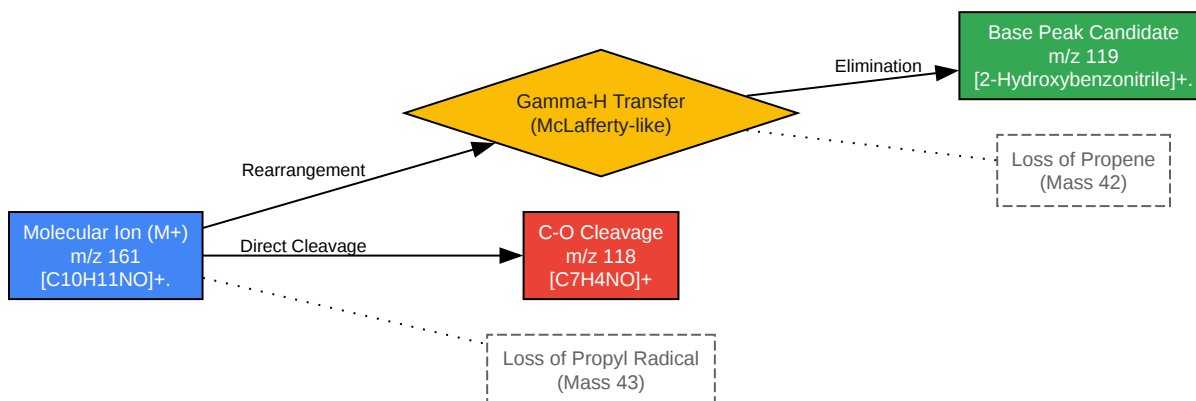 Base Peak Candidate
m/z 119
[2-Hydroxybenzonitrile]+.
Elimination
Gamma-H Transfer
(McLafferty-like)
Loss of Propene
(Mass 42)
Rearrangement
Molecular Ion (M+)
m/z 161
[C10H11NO]+.
Direct Cleavage
C-O Cleavage
m/z 118
[C7H4NO]+
Loss of Propyl Radical
(Mass 43)